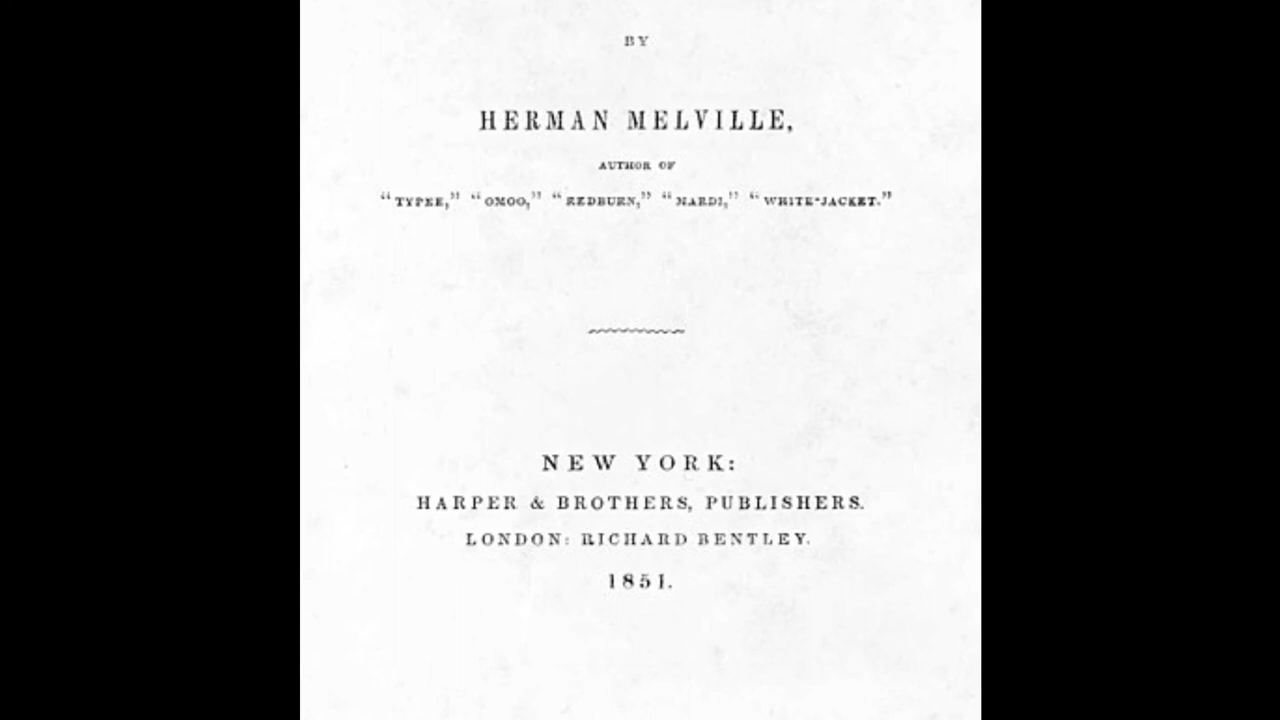 BY
HERMAN MELVILLE,
AUTHOR OF
“TYPEE,” “OMOO,” “REDBURN,” “MARDI,” “WHITE-JACKET.”
NEW YORK:
HARPER & BROTHERS, PUBLISHERS.
LONDON: RICHARD BENTLEY.
1851.